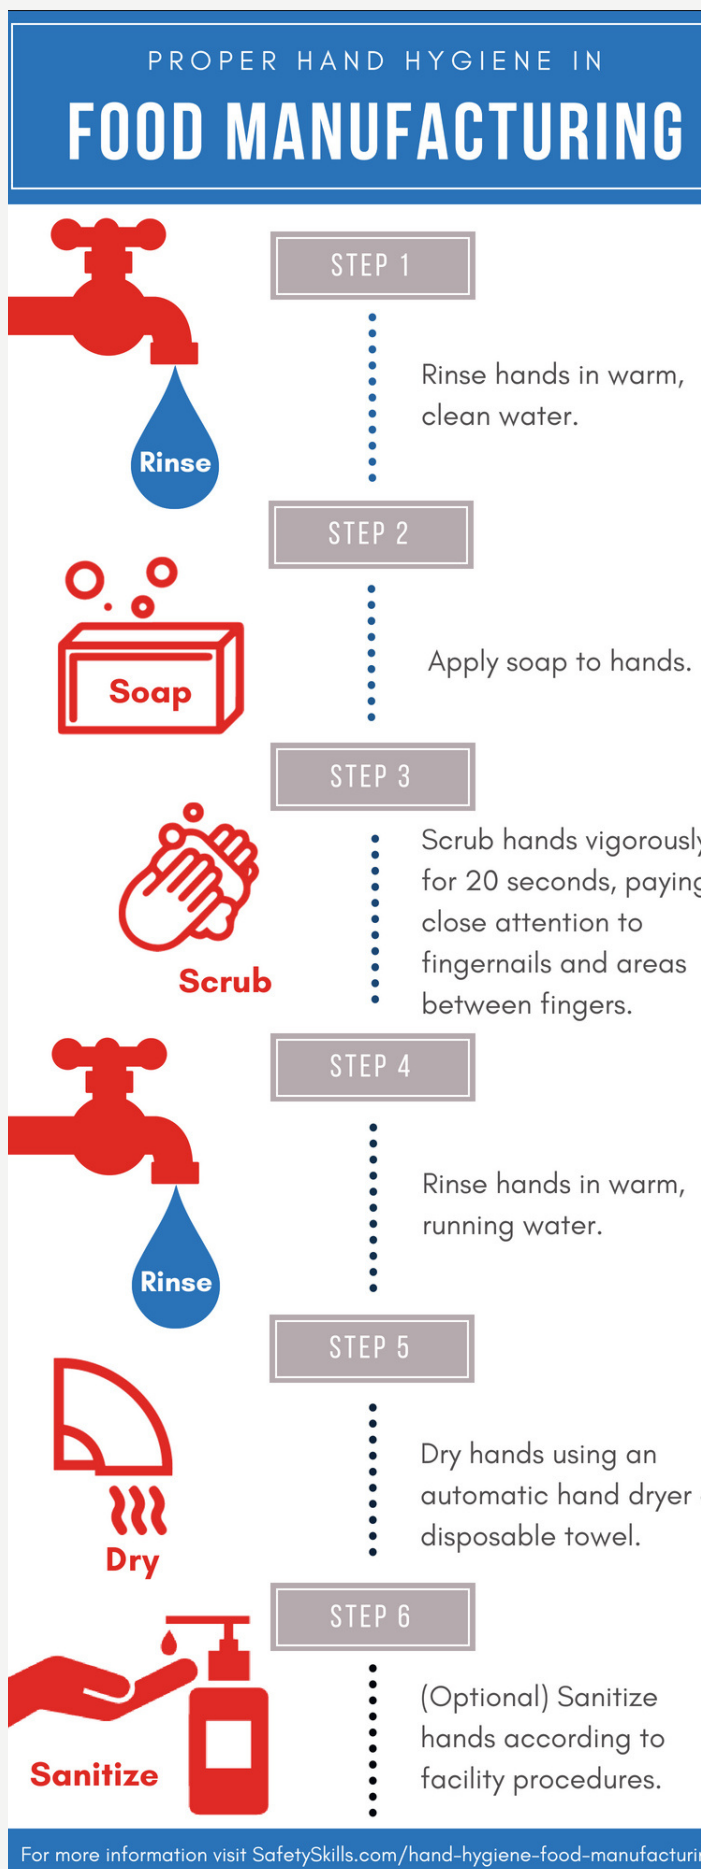 PROPER HAND HYGIENE IN
FOOD MANUFACTURING
STEP 1
Rinse hands in warm,
clean water.
Rinse
STEP 2
Apply soap to hands.
Soap
STEP 3
Scrub hands vigorously
for 20 seconds, paying
close attention to
fingernails and areas
between fingers.
Scrub
STEP 4
Rinse hands in warm,
running water.
Rinse
STEP 5
Dry hands using an
automatic hand dryer
disposable towel.
Dry
STEP 6
(Optional) Sanitize
hands according to
facility procedures.
Sanitize
For more information visit SafetySkills.com/hand-hygiene-food-manufacturin